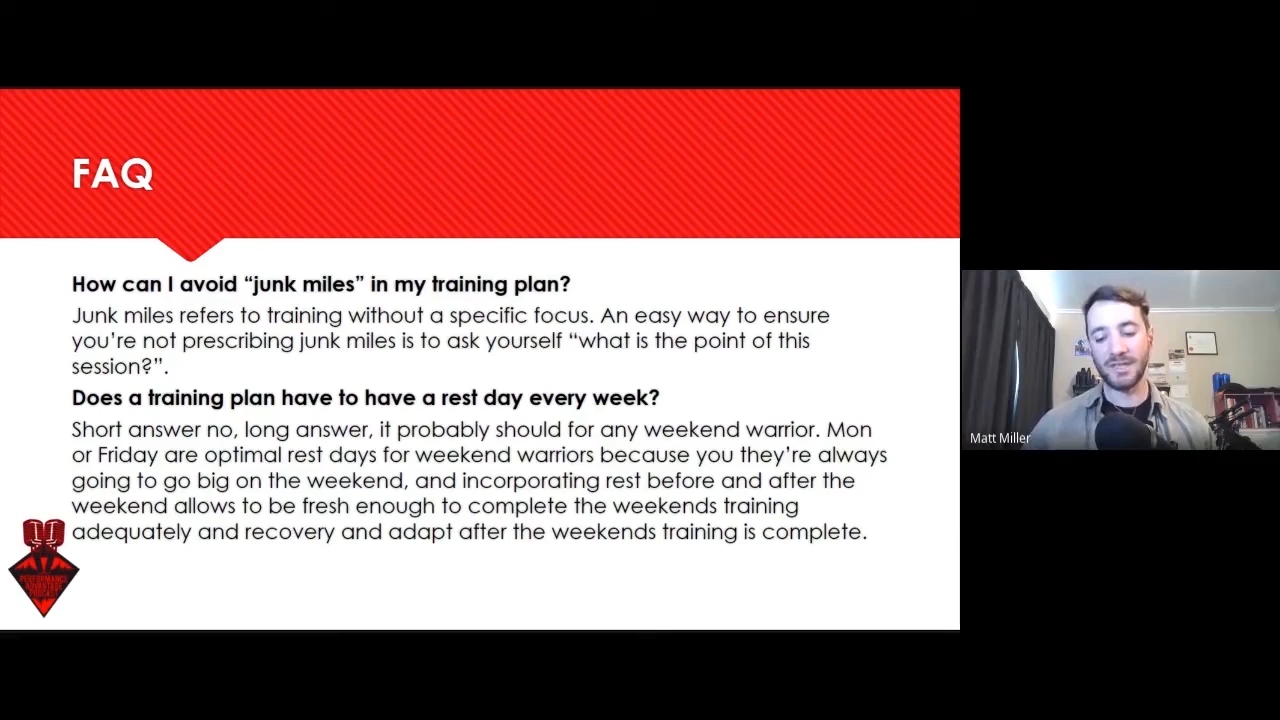 FAQ
How can I avoid “junk miles” in my training plan?
Junk miles refers to training without a specific focus. An easy way to ensure
you’re not prescribing junk miles is to ask yourself “what is the point of this
session?”.
Does a training plan have to have a rest day every week?
Short answer no, long answer, it probably should for any weekend warrior. Mon
or Friday are optimal rest days for weekend warriors because you they’re always
going to go big on the weekend, and incorporating rest before and after the
weekend allows to be fresh enough to complete the weekends training
adequately and recovery and adapt after the weekends training is complete.
PERFORMANCE
ADVANTAGE
PODCAST
Matt Miller